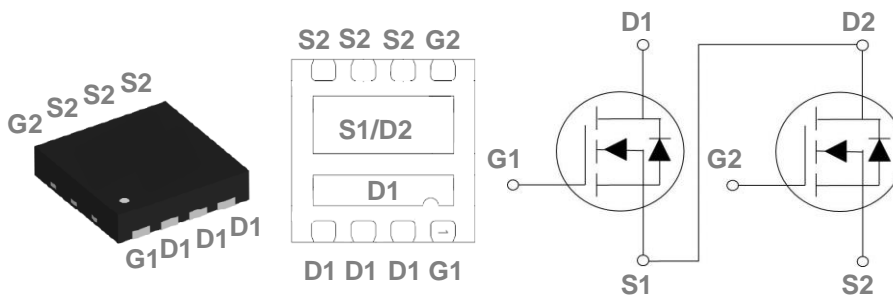 G2 S2 S2 S2
G1 D1 D1 D1
S2 S2 S2 G2
S1/D2
D1
1
D1 D1 D1 G1
D1 D2
G1 G2
S1 S2